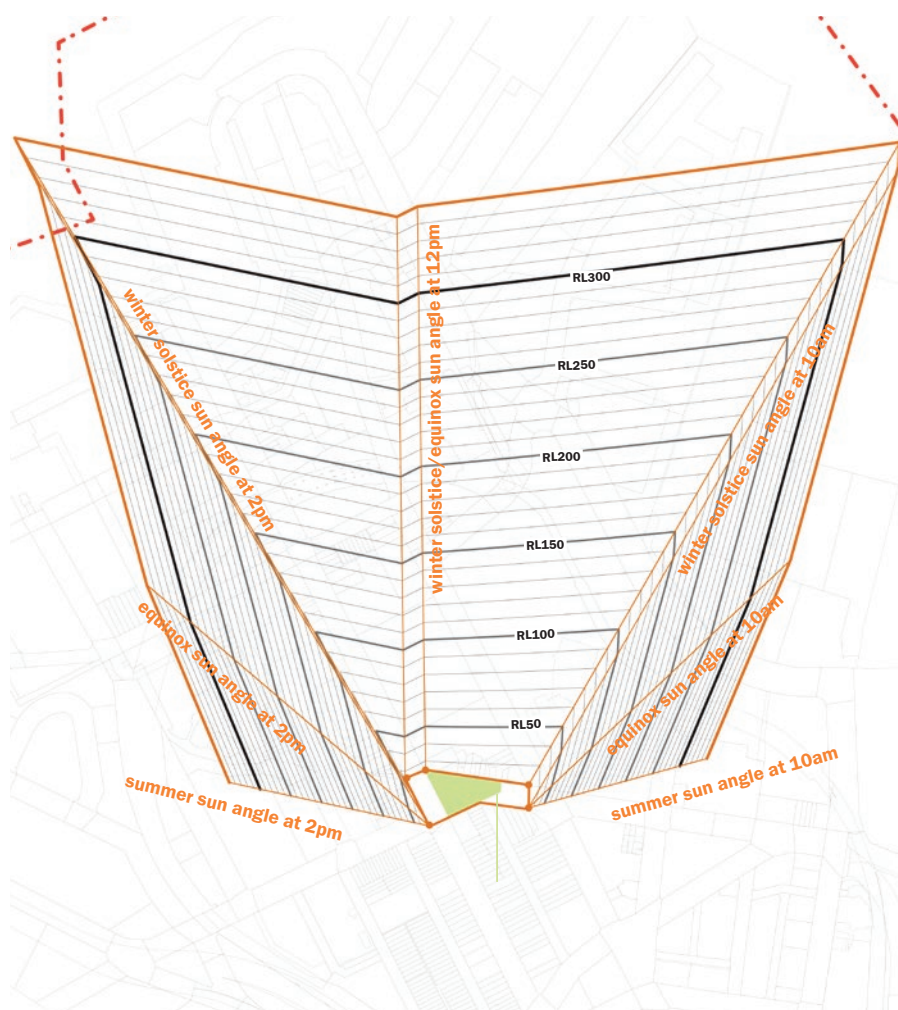 RL300
RL250
RL200
RL150
RL100
RL50
winter solstice sun angle at 2pm
winter solstice/equinox sun angle at 12pm
winter solstice sun angle at 10am
equinox sun angle at 2pm
equinox sun angle at 10am
summer sun angle at 2pm
summer sun angle at 10am